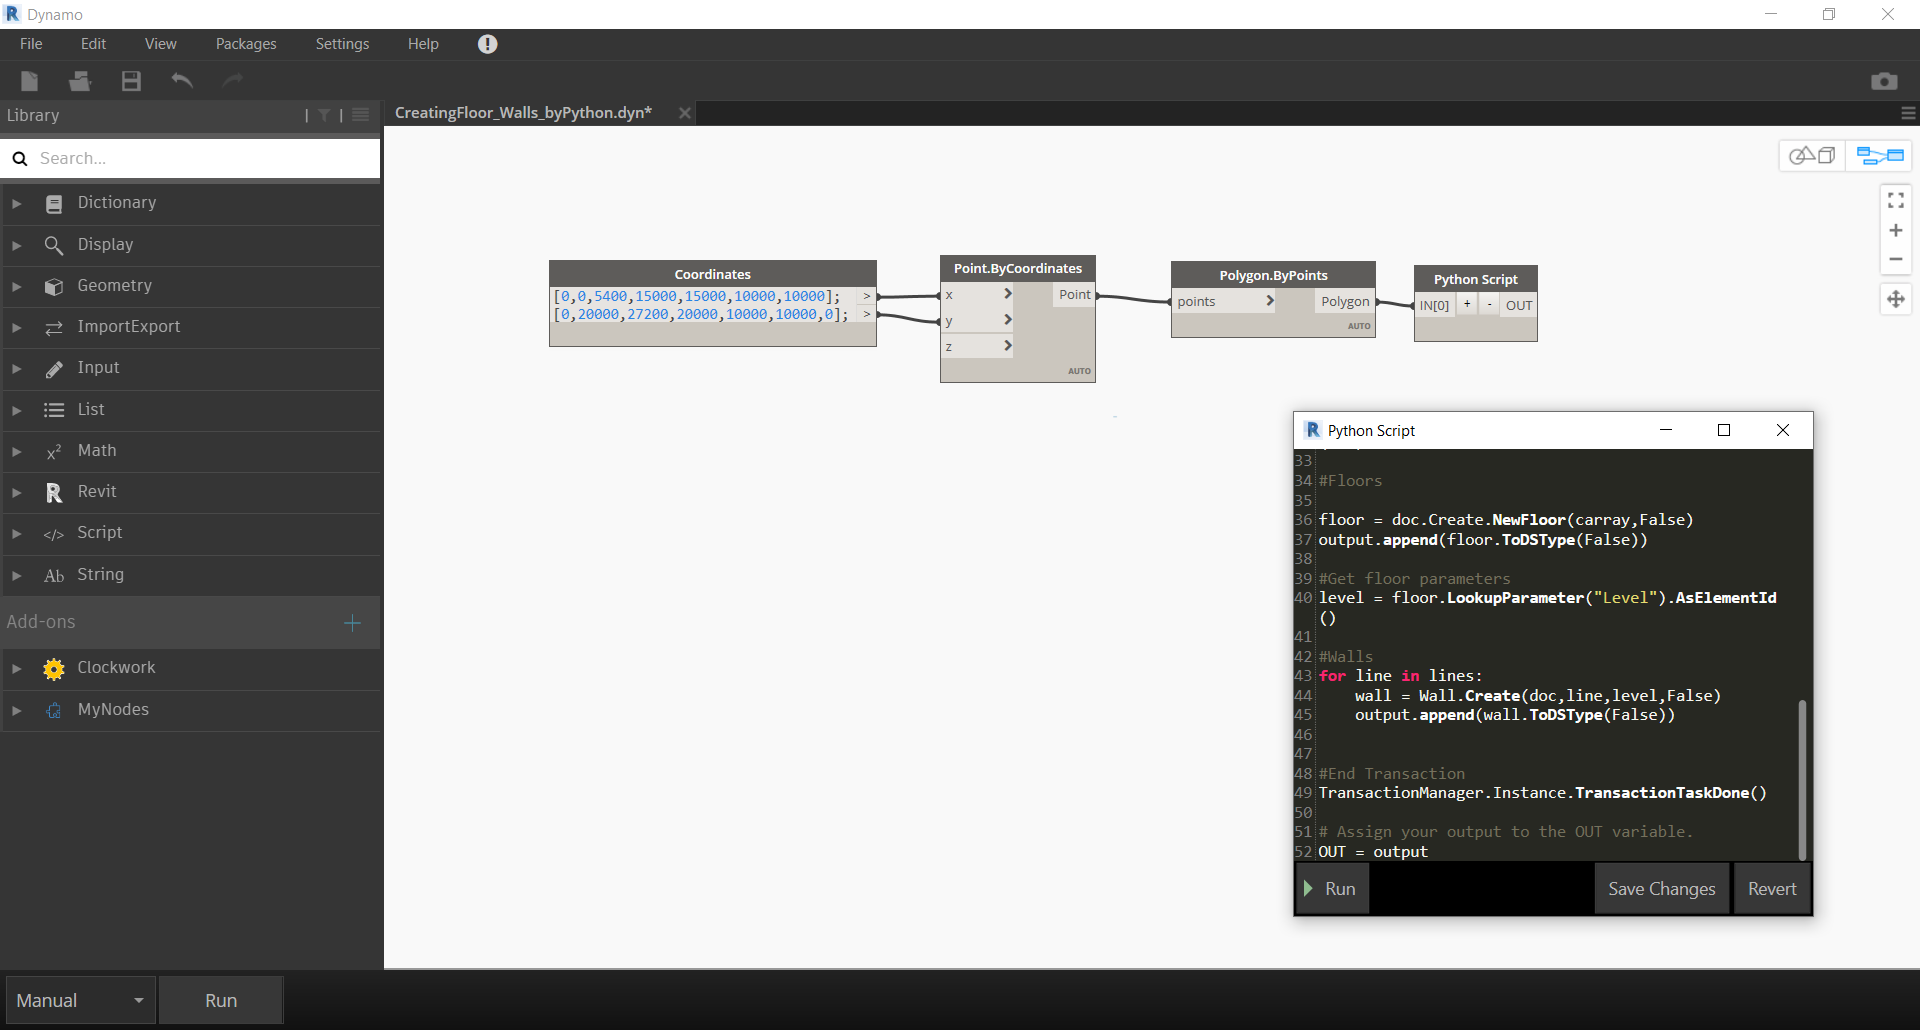 Dynamo
File Edit View Packages Settings Help
Library
CreatingFloor_Walls_byPython.dyn*
Search...
Dictionary
Display
Geometry
ImportExport
Input
List
Math
Revit
Script
String
Add-ons
Clockwork
MyNodes
Coordinates
[0,0,5400,15000,15000,10000,10000]; >
[0,20000,27200,20000,10000,10000,0]; >
Point.ByCoordinates
x > Point
y >
z >
AUTO
Polygon.ByPoints
points > Polygon
AUTO
Python Script
IN[0] + - OUT
Python Script
33
34 #Floors
35
36 floor = doc.Create.NewFloor(carray,False)
37 output.append(floor.ToDSType(False))
38
39 #Get floor parameters
40 level = floor.LookupParameter("Level").AsElementId
()
41
42 #Walls
43 for line in lines:
44 wall = Wall.Create(doc,line,level,False)
45 output.append(wall.ToDSType(False))
46
47
48 #End Transaction
49 TransactionManager.Instance.TransactionTaskDone()
50
51 # Assign your output to the OUT variable.
52 OUT = output
Run Save Changes Revert
Manual Run